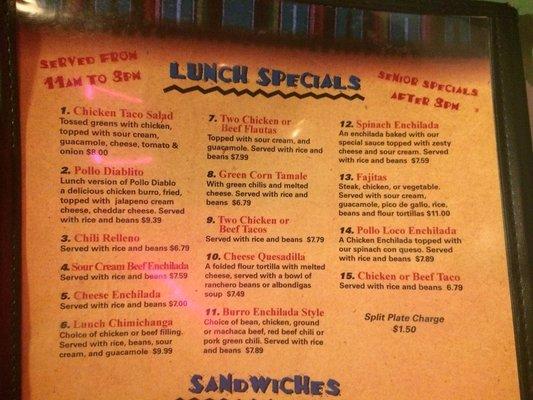 SERVED FROM
11AM TO 3PM
LUNCH SPECIALS
SENIOR SPECIALS
AFTER 3PM
1. Chicken Taco Salad
Tossed greens with chicken,
topped with sour cream,
guacamole, cheese, tomato &
onion $8.00
2. Pollo Diablito
Lunch version of Pollo Diablo
a delicious chicken burro, fried,
topped with jalapeno cream
cheese, cheddar cheese. Served
with rice and beans $9.39
3. Chili Relleno
Served with rice and beans $6.79
4. Sour Cream Beef Enchilada
Served with rice and beans $7.59
5. Cheese Enchilada
Served with rice and beans $7.00
6. Lunch Chimichanga
Choice of chicken or beef filling.
Served with rice, beans, sour
cream, and guacamole $9.99
7. Two Chicken or
Beef Flautas
Topped with sour cream, and
guacamole. Served with rice and
beans $7.99
8. Green Corn Tamale
With green chilis and melted
cheese. Served with rice and
beans $6.79
9. Two Chicken or
Beef Tacos
Served with rice and beans $7.79
10. Cheese Quesadilla
A folded flour tortilla with melted
cheese, served with a bowl of
ranchero beans or albondigas
soup $7.49
11. Burro Enchilada Style
Choice of bean, chicken, ground
or machaca beef, red beef chili or
pork green chili. Served with rice
and beans $7.89
12. Spinach Enchilada
An enchilada baked with our
special sauce topped with zesty
cheese and sour cream. Served
with rice and beans $7.59
13. Fajitas
Steak, chicken, or vegetable.
Served with sour cream,
guacamole, pico de gallo, rice,
beans and flour tortillas $11.00
14. Pollo Loco Enchilada
A Chicken Enchilada topped with
our spinach con queso. Served
with rice and beans $7.89
15. Chicken or Beef Taco
Served with rice and beans 6.79
Split Plate Charge
$1.50
SANDWICHES